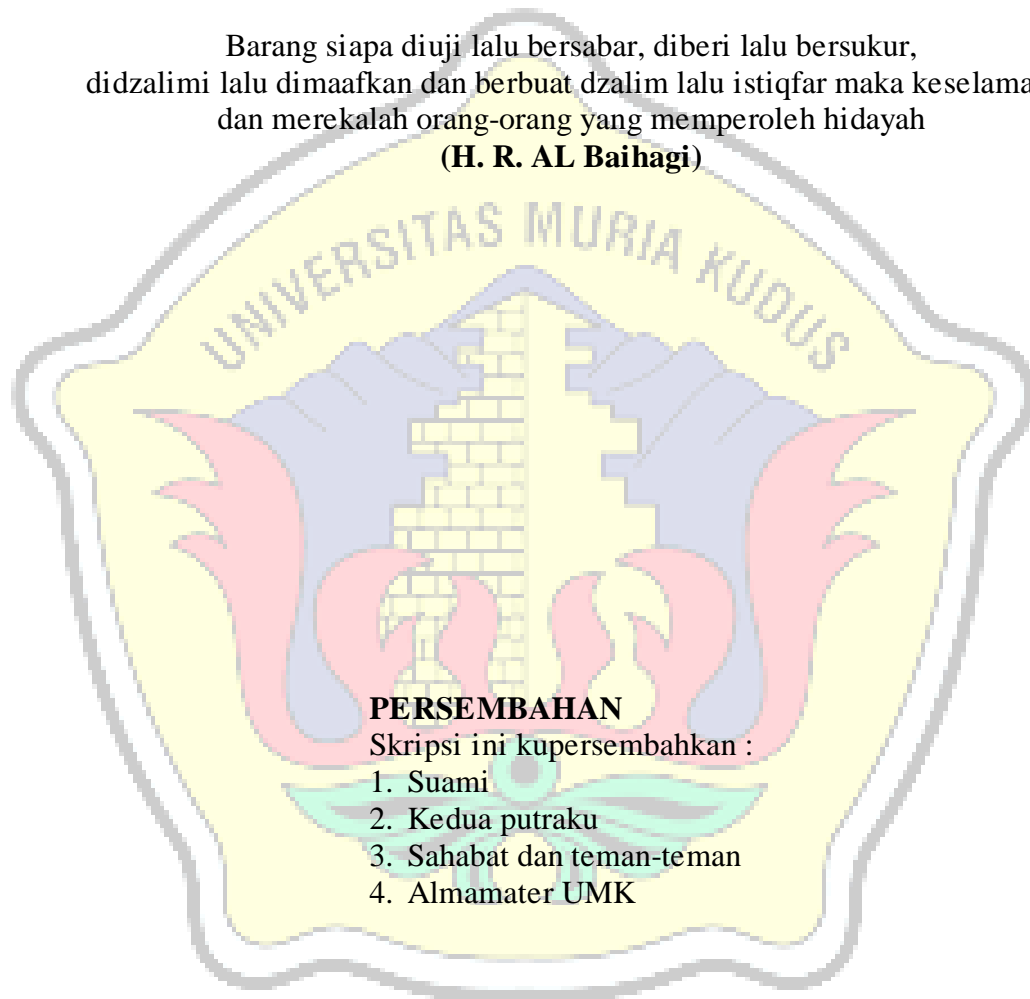 Barang siapa diuji lalu bersabar, diberi lalu bersukur,
didzalimi lalu dimaafkan dan berbuat dzalim lalu istiqfar maka keselama
dan merekalah orang-orang yang memperoleh hidayah
(H. R. AL Baihagi)
UNIVERSITAS MURIA KUDUS
PERSEMBAHAN
Skripsi ini kupersembahkan :
1. Suami
2. Kedua putraku
3. Sahabat dan teman-teman
4. Almamater UMK